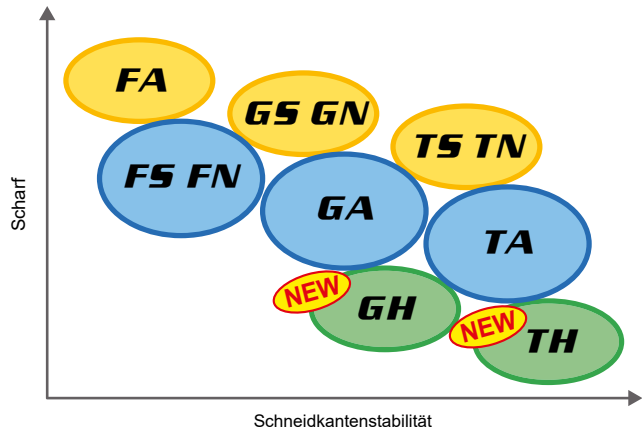 FA
GS GN
TS TN
FS FN
GA
TA
NEW
GH
NEW
TH
Scharf
Schneidkantenstabilität